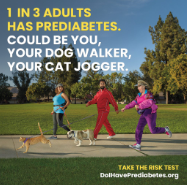 1 IN 3 ADULTS
HAS PREDIABETES.
COULD BE YOU,
YOUR DOG WALKER,
YOUR CAT JOGGER.
TAKE THE RISK TEST
DoIHavePrediabetes.org